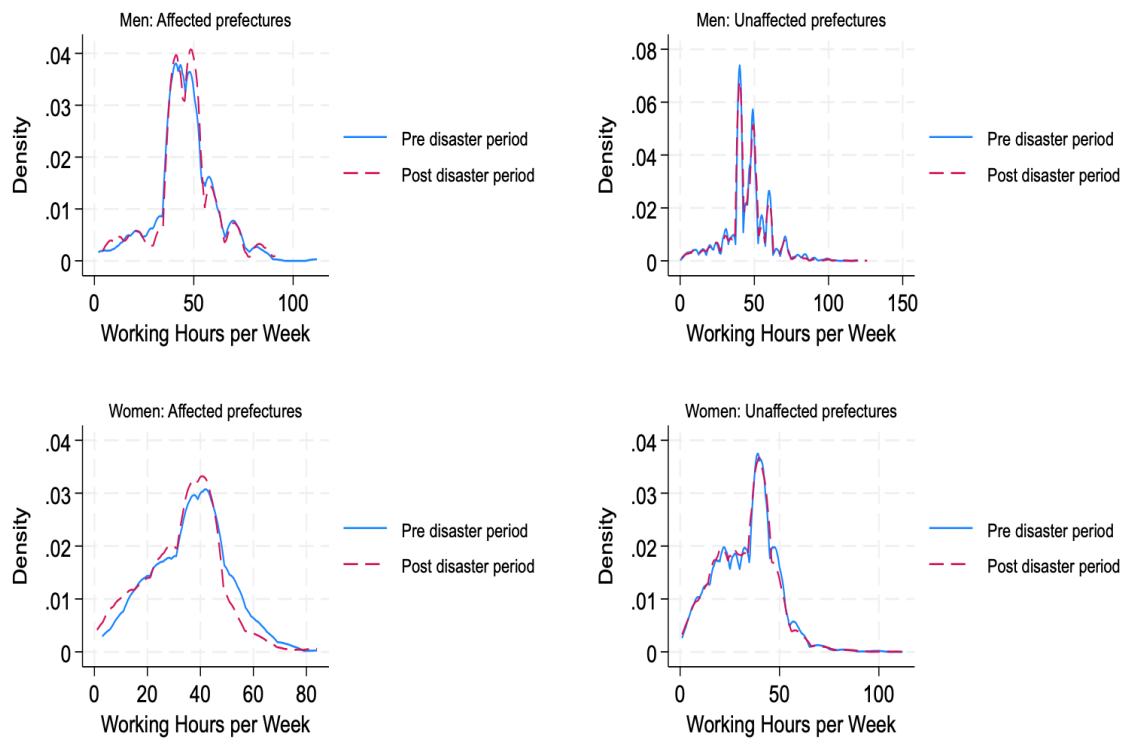 Men: Affected prefectures
.04
.03
.02
.01
0
Density
0 50 100
Working Hours per Week
Pre disaster period
Post disaster period
Men: Unaffected prefectures
.08
.06
.04
.02
0
Density
0 50 100 150
Working Hours per Week
Pre disaster period
Post disaster period
Women: Affected prefectures
.04
.03
.02
.01
0
Density
0 20 40 60 80
Working Hours per Week
Pre disaster period
Post disaster period
Women: Unaffected prefectures
.04
.03
.02
.01
0
Density
0 50 100
Working Hours per Week
Pre disaster period
Post disaster period